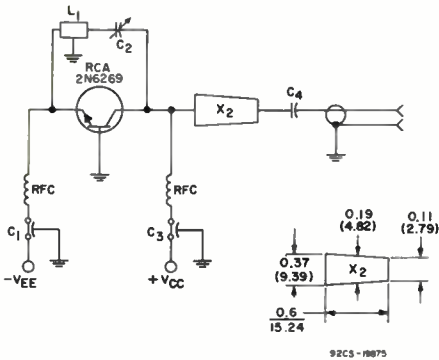 L1
C2
RCA
2N6269
X2
C4
RFC
RFC
C1
C3
-VEE
+VCC
0.19
(4.82)
0.11
(2.79)
0.37
(9.39)
X2
0.6
15.24
92CS-19875